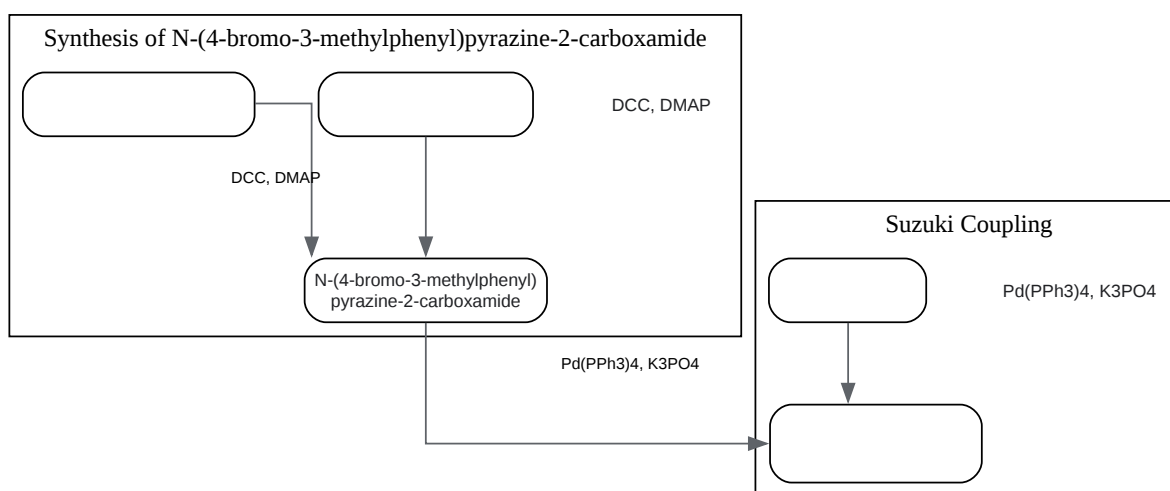 Synthesis of N-(4-bromo-3-methylphenyl)pyrazine-2-carboxamide
DCC, DMAP
DCC, DMAP
N-(4-bromo-3-methylphenyl)
pyrazine-2-carboxamide
Suzuki Coupling
Pd(PPh3)4, K3PO4
Pd(PPh3)4, K3PO4